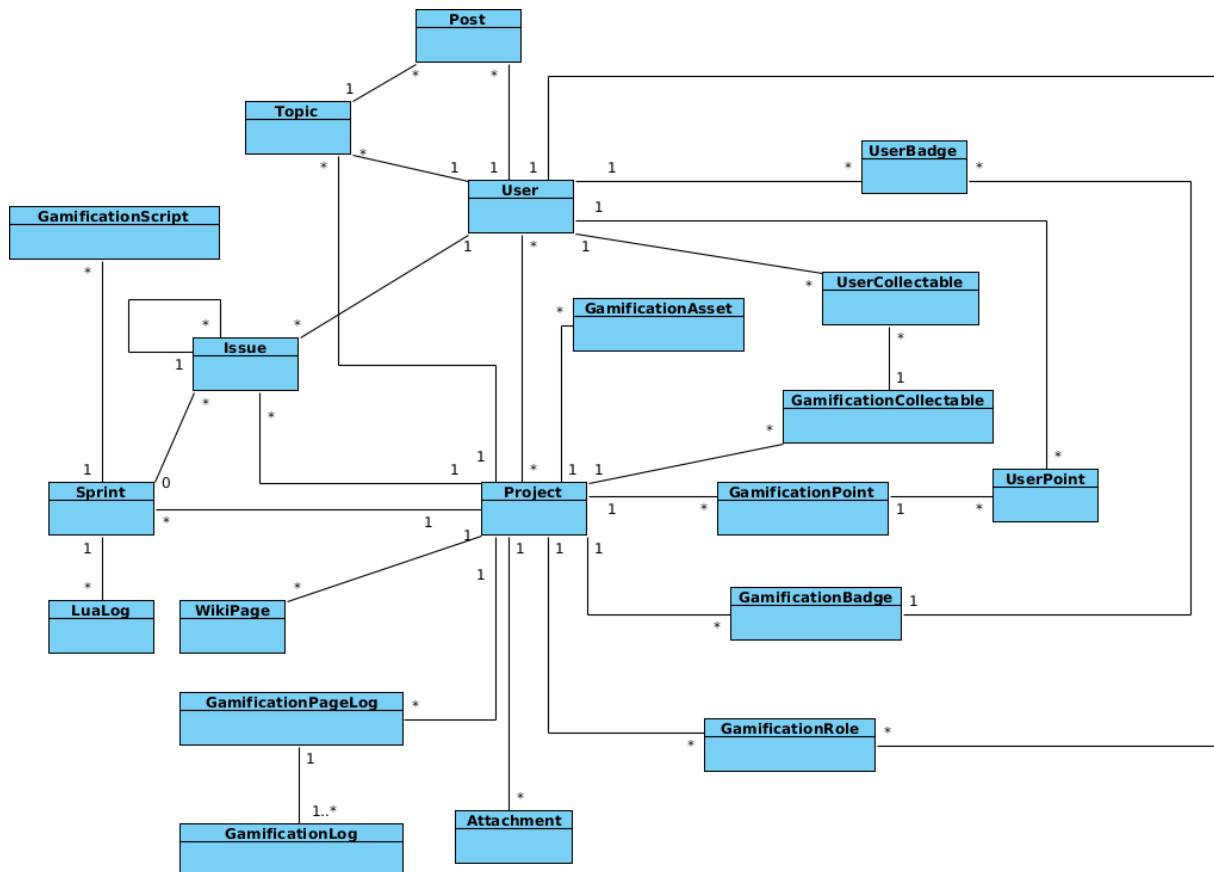 Post
* *
1
Topic
* *
1 1 1 1
UserBadge
* *
User
1
GamificationScript
*
1 1
*
UserCollectable
*
*
GamificationAsset
*
*
Issue
1
*
*
*
1
GamificationCollectable
*
1
Sprint
0
*
1
1
1
*
Project
1
1
1
GamificationPoint
*
1
UserPoint
*
*
1
*
LuaLog
WikiPage
*
1
1
1
1
1
1
GamificationBadge
*
1
GamificationPageLog
*
1
1..*
GamificationLog
GamificationRole
*
*
Attachment
*